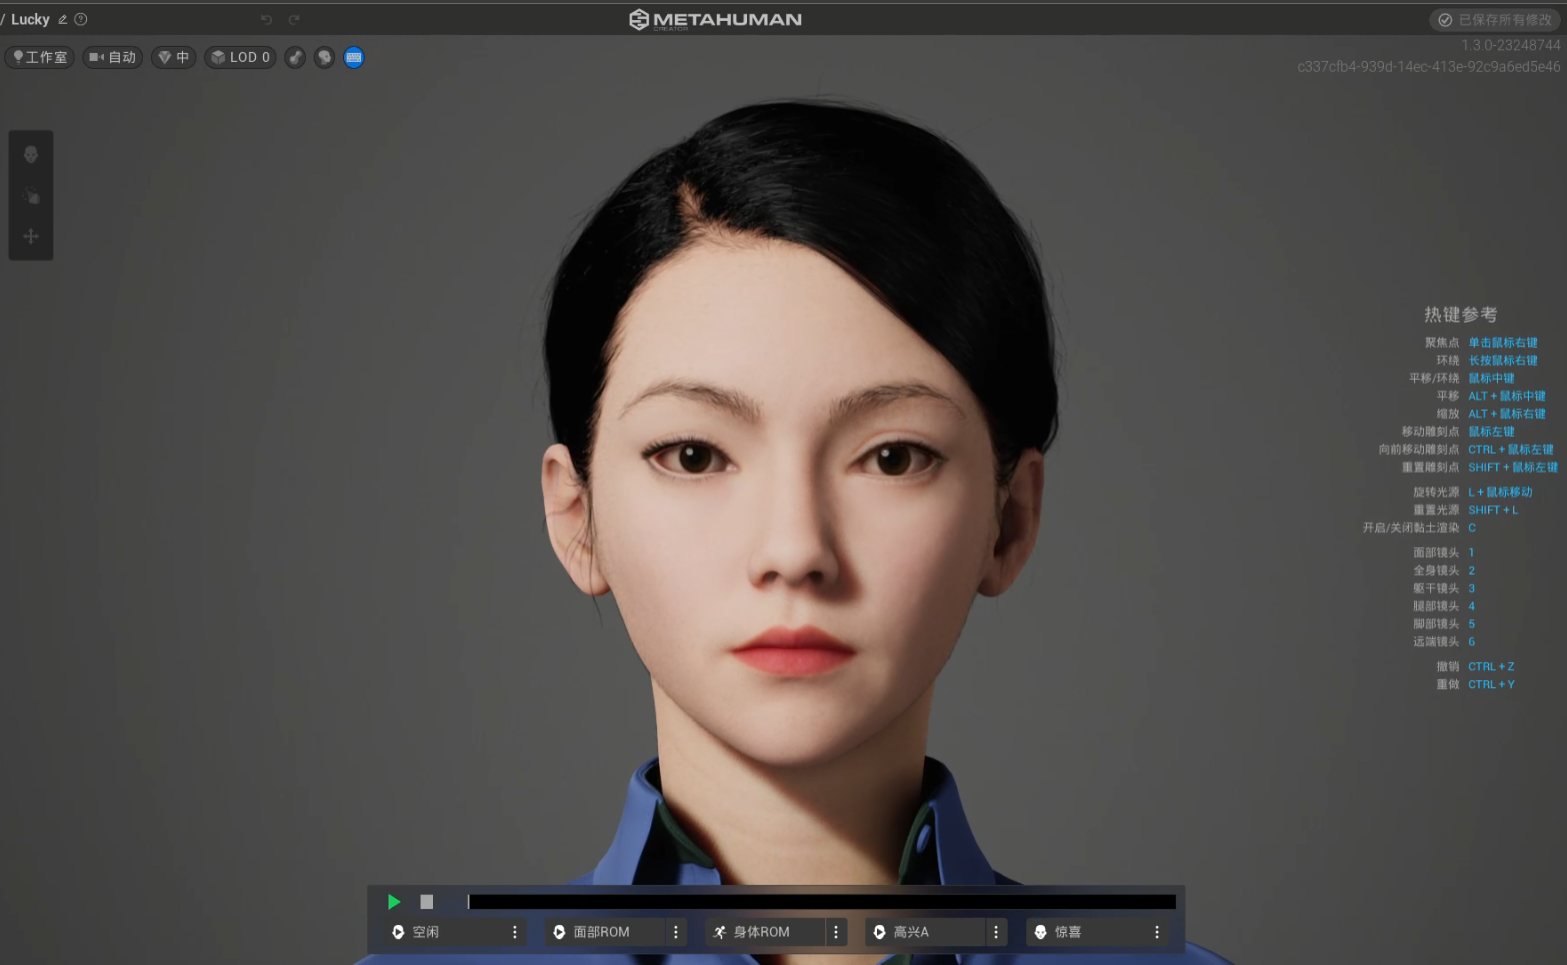 / Lucky
METAHUMAN
CREATOR
已保存所有修改
1.3.0-23248744
c337cfb4-939d-14ec-413e-92c9a6ed5e46
工作室
自动
中
LOD 0
热键参考
聚焦点 单击鼠标右键
环绕 长按鼠标右键
平移/环绕 鼠标中键
平移 ALT + 鼠标中键
缩放 ALT + 鼠标右键
移动雕刻点 鼠标左键
向前移动雕刻点 CTRL + 鼠标左键
重置雕刻点 SHIFT + 鼠标左键
旋转光源 L + 鼠标移动
重置光源 SHIFT + L
开启/关闭黏土渲染 C
面部镜头 1
全身镜头 2
躯干镜头 3
腿部镜头 4
脚部镜头 5
远端镜头 6
撤销 CTRL + Z
重做 CTRL + Y
空闲
面部ROM
身体ROM
高兴A
惊喜